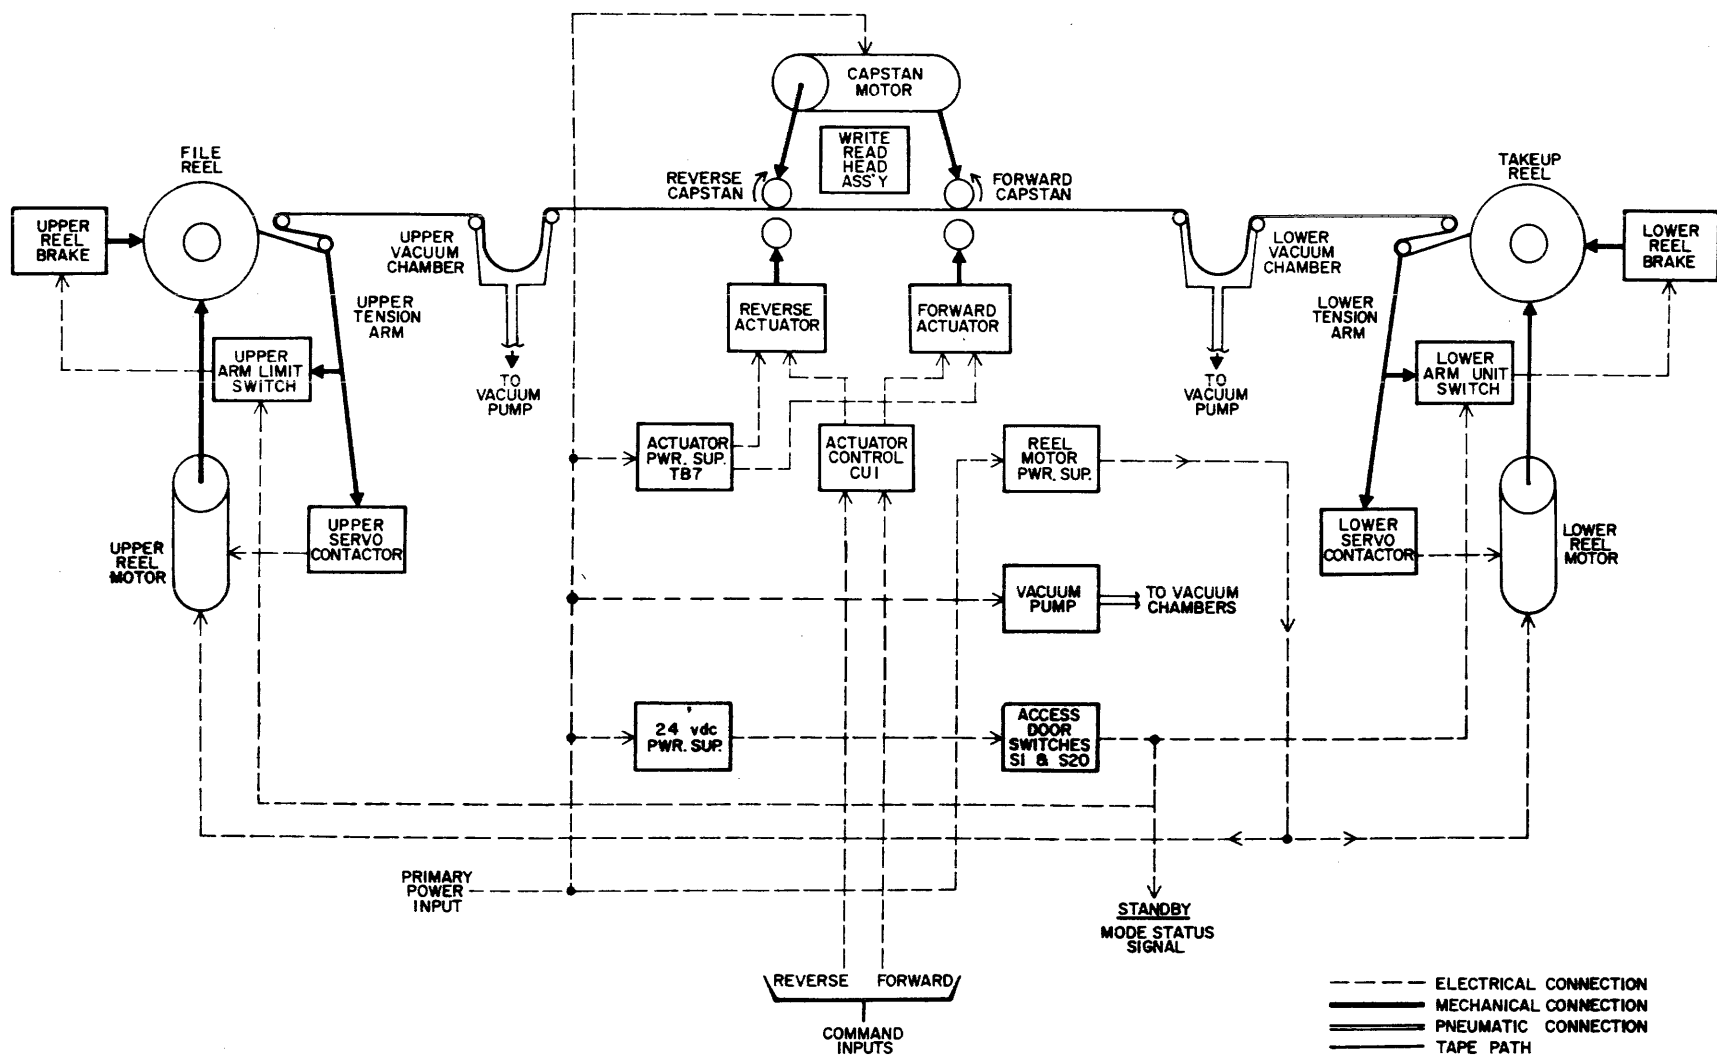 CAPSTAN
MOTOR
WRITE
READ
HEAD
ASS'Y
FILE
REEL
TAKEUP
REEL
REVERSE
CAPSTAN
FORWARD
CAPSTAN
UPPER
REEL
BRAKE
UPPER
VACUUM
CHAMBER
LOWER
VACUUM
CHAMBER
LOWER
REEL
BRAKE
UPPER
TENSION
ARM
REVERSE
ACTUATOR
FORWARD
ACTUATOR
LOWER
TENSION
ARM
UPPER
ARM LIMIT
SWITCH
TO
VACUUM
PUMP
TO
VACUUM
PUMP
LOWER
ARM UNIT
SWITCH
ACTUATOR
PWR. SUP.
TB7
ACTUATOR
CONTROL
CU1
REEL
MOTOR
PWR. SUP.
UPPER
REEL
MOTOR
UPPER
SERVO
CONTACTOR
LOWER
SERVO
CONTACTOR
LOWER
REEL
MOTOR
VACUUM
PUMP
TO VACUUM
CHAMBERS
24 vdc
PWR. SUP.
ACCESS
DOOR
SWITCHES
S1 & S20
PRIMARY
POWER
INPUT
STANDBY
MODE STATUS
SIGNAL
REVERSE FORWARD
COMMAND
INPUTS
ELECTRICAL CONNECTION
MECHANICAL CONNECTION
PNEUMATIC CONNECTION
TAPE PATH